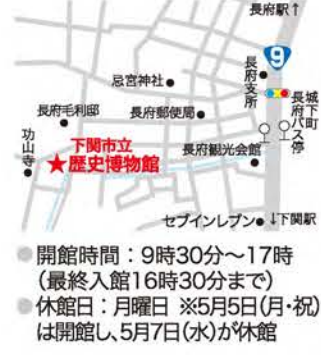 長府駅↑
9
長府支所
城下町長府バス停
忌宮神社
長府毛利邸
長府郵便局
功山寺
下関市立
★歴史博物館
長府観光会館
セブンイレブン
↓下関駅
●開館時間：9時30分〜17時
(最終入館16時30分まで)
●休館日：月曜日 ※5月5日(月・祝)
は開館し、5月7日(水)が休館